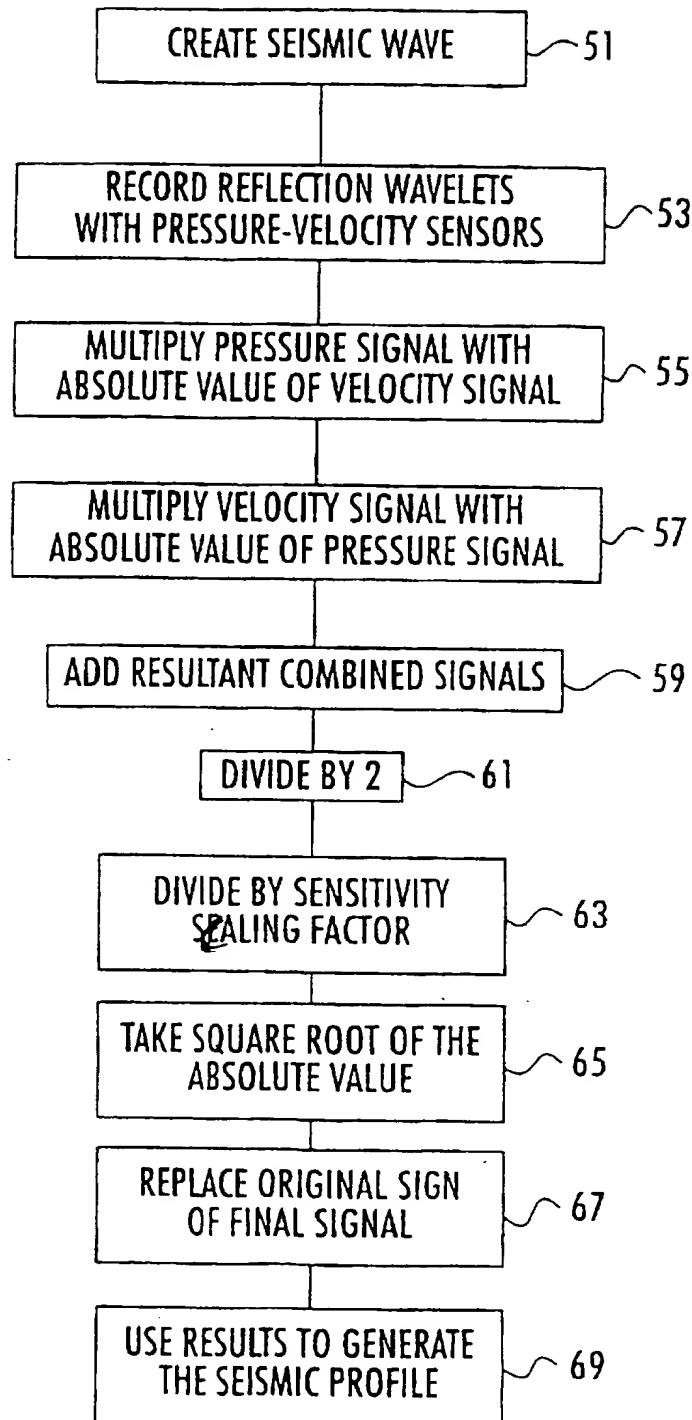 CREATE SEISMIC WAVE 51
RECORD REFLECTION WAVELETS
WITH PRESSURE-VELOCITY SENSORS 53
MULTIPLY PRESSURE SIGNAL WITH
ABSOLUTE VALUE OF VELOCITY SIGNAL 55
MULTIPLY VELOCITY SIGNAL WITH
ABSOLUTE VALUE OF PRESSURE SIGNAL 57
ADD RESULTANT COMBINED SIGNALS 59
DIVIDE BY 2 61
DIVIDE BY SENSITIVITY
SCALING FACTOR 63
TAKE SQUARE ROOT OF THE
ABSOLUTE VALUE 65
REPLACE ORIGINAL SIGN
OF FINAL SIGNAL 67
USE RESULTS TO GENERATE
THE SEISMIC PROFILE 69